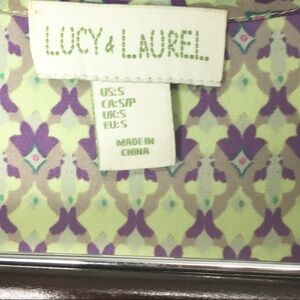 LUCY & LAUREL
US:S
CA:S/P
UK:S
EU:S
MADE IN
CHINA